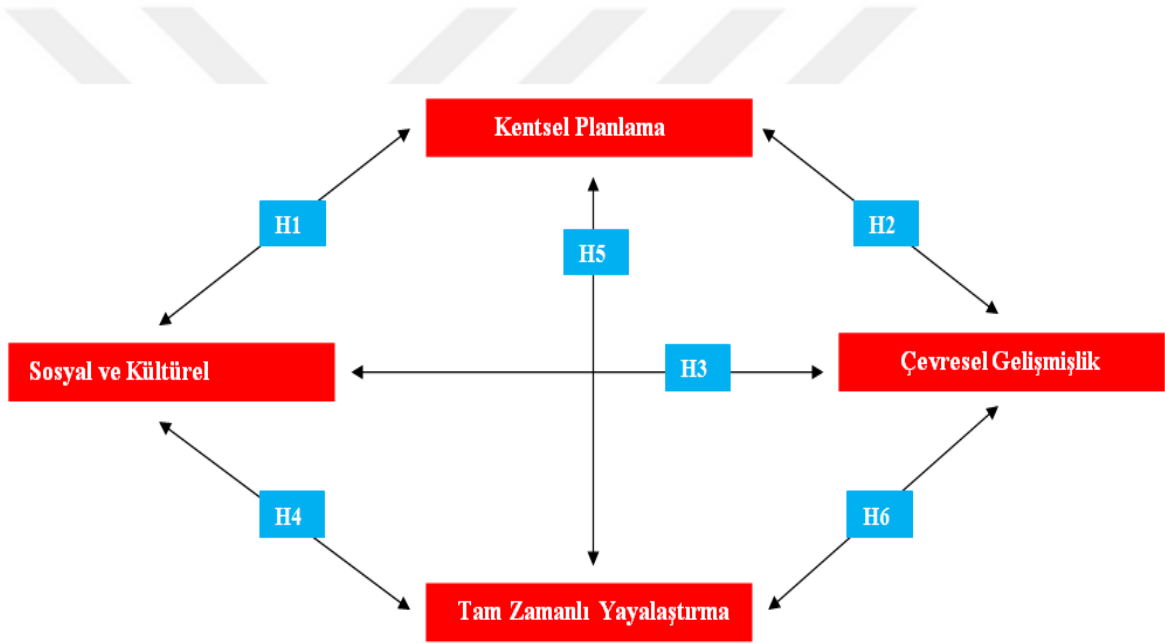 Kentsel Planlama
H1
H2
H5
Sosyal ve Kültürel
H3
Çevresel Gelişmişlik
H4
H6
Tam Zamanlı Yayalaştırma